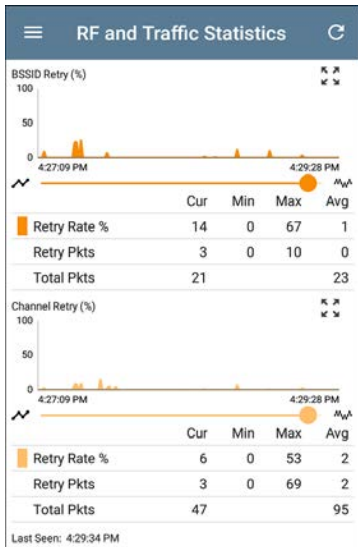 RF and Traffic Statistics
BSSID Retry (%)
100
50
0
4:27:09 PM 4:29:28 PM
Cur Min Max Avg
Retry Rate % 14 0 67 1
Retry Pkts 3 0 10 0
Total Pkts 21 23
Channel Retry (%)
100
50
0
4:27:09 PM 4:29:28 PM
Cur Min Max Avg
Retry Rate % 6 0 53 2
Retry Pkts 3 0 69 2
Total Pkts 47 95
Last Seen: 4:29:34 PM